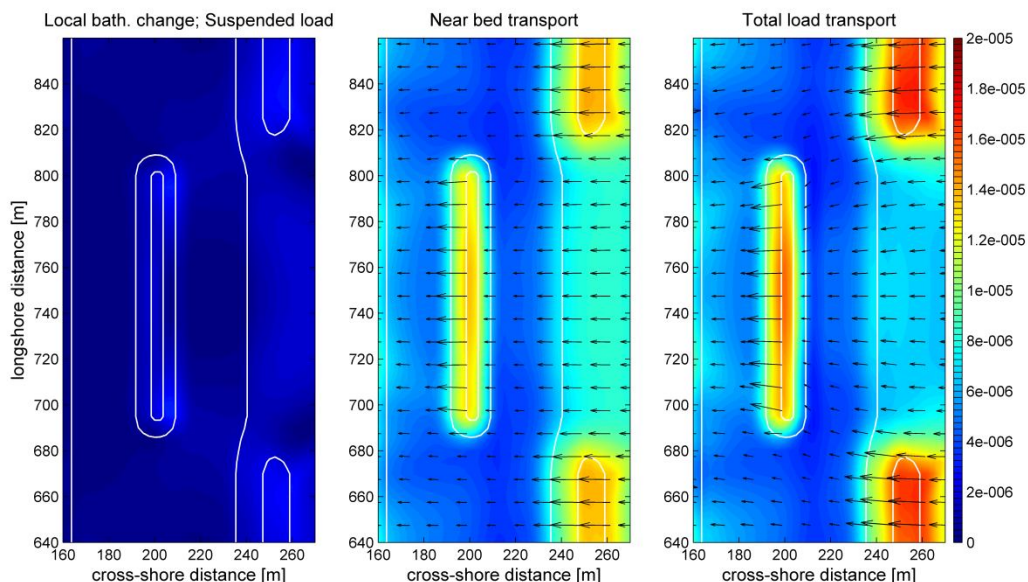 Local bath. change; Suspended load
Near bed transport
Total load transport
longshore distance [m]
840
820
800
780
760
740
720
700
680
660
640
160 180 200 220 240 260
cross-shore distance [m]
840
820
800
780
760
740
720
700
680
660
640
160 180 200 220 240 260
cross-shore distance [m]
840
820
800
780
760
740
720
700
680
660
640
160 180 200 220 240 260
cross-shore distance [m]
2e-005
1.8e-005
1.6e-005
1.4e-005
1.2e-005
1e-005
8e-006
6e-006
4e-006
2e-006
0